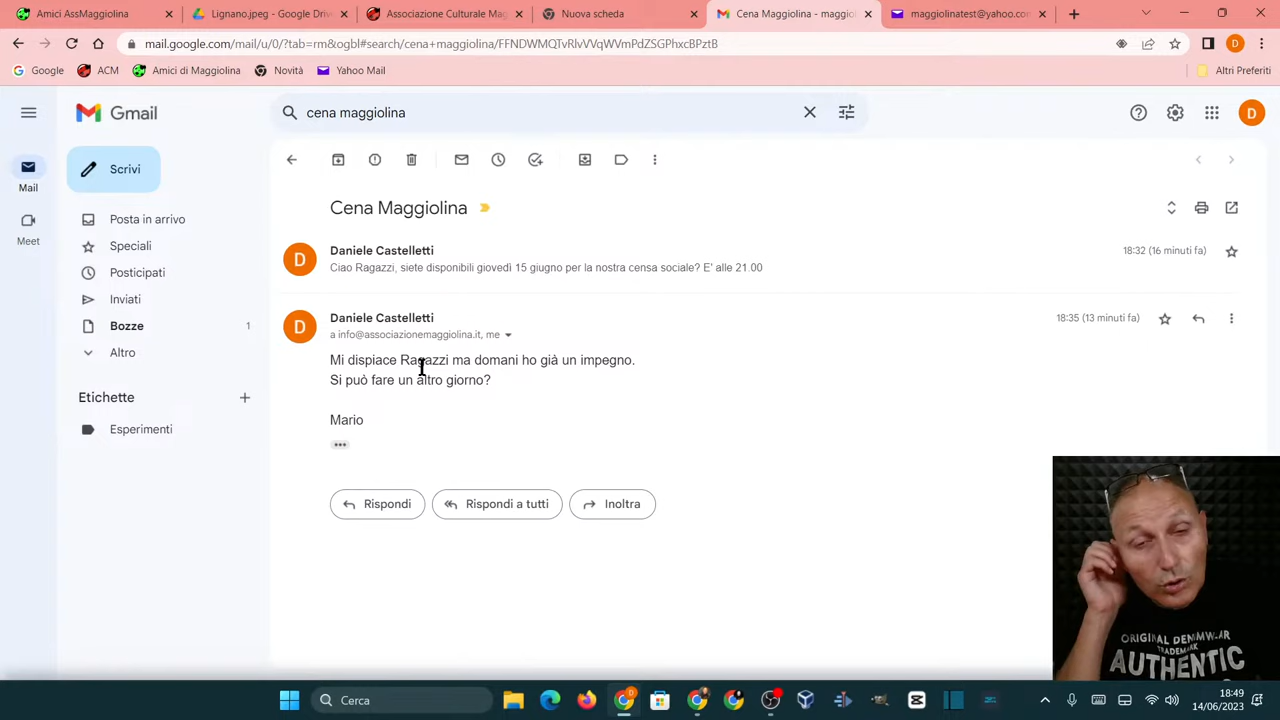 Amici AssMaggiolina
Lignano.jpeg - Google Driv
Associazione Culturale Mag
Nuova scheda
Cena Maggiolina - maggiol
maggiolinatest@yahoo.com
mail.google.com/mail/u/0/?tab=rm&ogbl#search/cena+maggiolina/FFNDWMQTvRlvVVqWVmPdZSGPhxcBPztB
D
Google
ACM
Amici di Maggiolina
Novità
Yahoo Mail
Altri Preferiti
Gmail
cena maggiolina
D
Mail
Meet
Scrivi
Posta in arrivo
Speciali
Posticipati
Inviati
Bozze 1
Altro
Etichette
Esperimenti
Cena Maggiolina
D
Daniele Castelletti
18:32 (16 minuti fa)
Ciao Ragazzi, siete disponibili giovedì 15 giugno per la nostra censa sociale? E' alle 21.00
D
Daniele Castelletti
18:35 (13 minuti fa)
a info@associazionemaggiolina.it, me
Mi dispiace Ragazzi ma domani ho già un impegno.
Si può fare un altro giorno?
Mario
Rispondi
Rispondi a tutti
Inoltra
ORIGINAL
TRADEMARK
AUTHENTIC
Cerca
18:49
14/06/2023